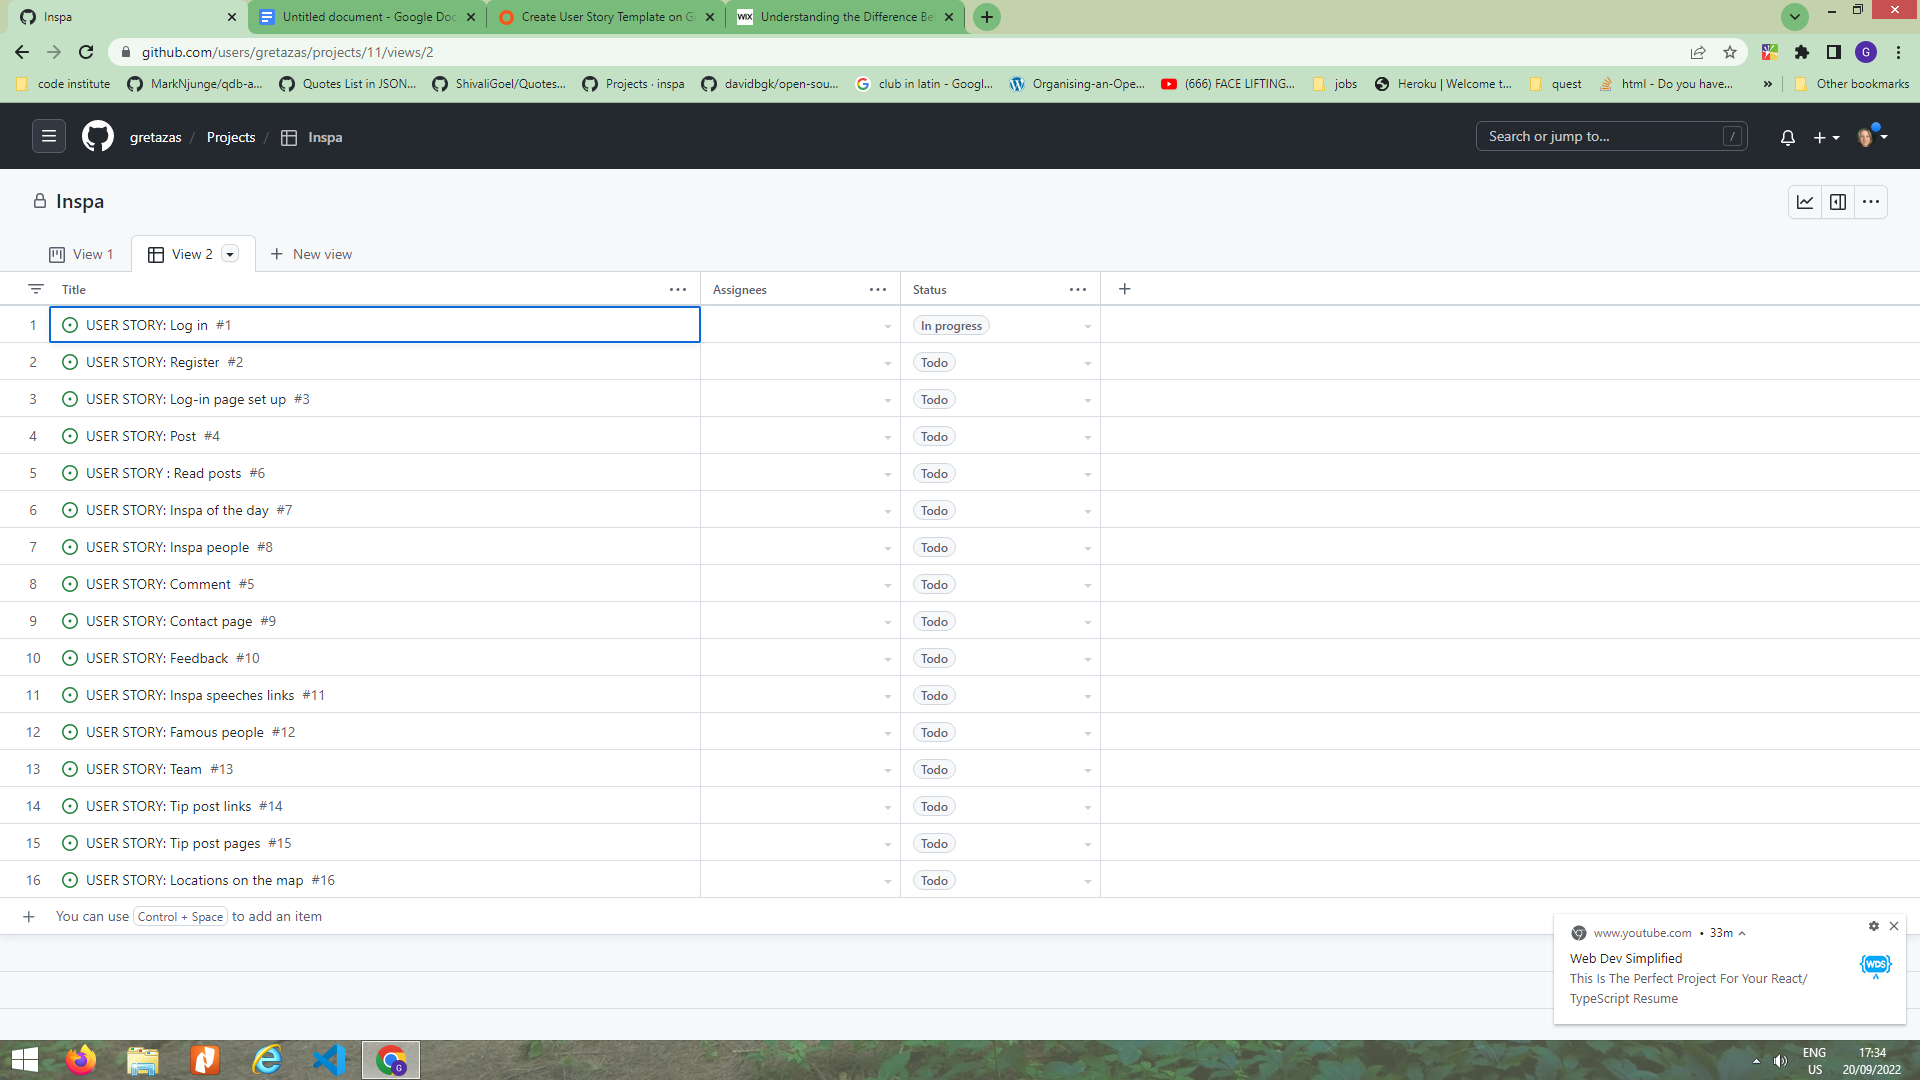 Inspa
Untitled document - Google Doc
Create User Story Template on Gi
WIX Understanding the Difference Be
github.com/users/gretazas/projects/11/views/2
G
code institute
MarkNjunge/qdb-a...
Quotes List in JSON...
ShivaliGoel/Quotes...
Projects · inspa
davidbgk/open-sou...
club in latin - Googl...
Organising-an-Ope...
(666) FACE LIFTING...
jobs
Heroku | Welcome t...
quest
html - Do you have...
»
Other bookmarks
gretazas / Projects / Inspa
Search or jump to... /
Inspa
View 1
View 2
New view
Title
Assignees
Status
1 USER STORY: Log in #1 In progress
2 USER STORY: Register #2 Todo
3 USER STORY: Log-in page set up #3 Todo
4 USER STORY: Post #4 Todo
5 USER STORY : Read posts #6 Todo
6 USER STORY: Inspa of the day #7 Todo
7 USER STORY: Inspa people #8 Todo
8 USER STORY: Comment #5 Todo
9 USER STORY: Contact page #9 Todo
10 USER STORY: Feedback #10 Todo
11 USER STORY: Inspa speeches links #11 Todo
12 USER STORY: Famous people #12 Todo
13 USER STORY: Team #13 Todo
14 USER STORY: Tip post links #14 Todo
15 USER STORY: Tip post pages #15 Todo
16 USER STORY: Locations on the map #16 Todo
You can use Control + Space to add an item
www.youtube.com • 33m
Web Dev Simplified
This Is The Perfect Project For Your React/
TypeScript Resume
{WDS}
G
ENG
US
17:34
20/09/2022